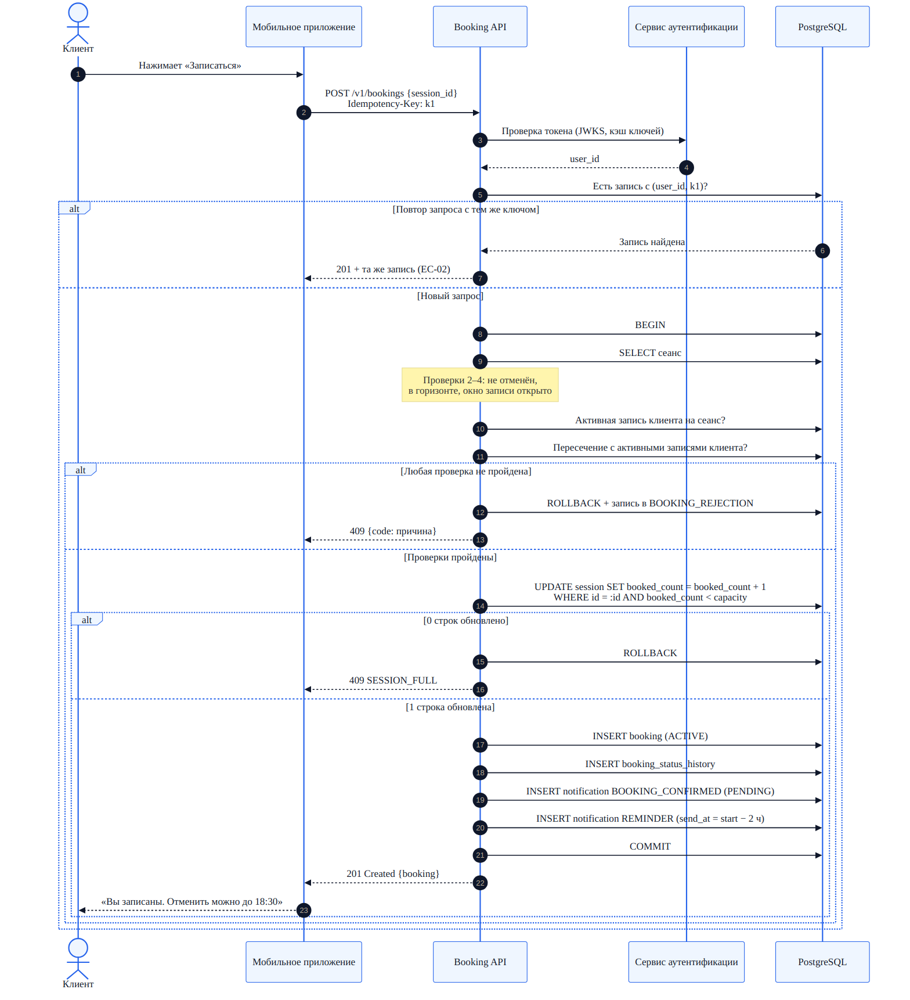 Клиент
Мобильное приложение
Booking API
Сервис аутентификации
PostgreSQL
Нажимает «Записаться»
1
POST /v1/bookings {session_id}
Idempotency-Key: k1
2
Проверка токена (JWKS, кэш ключей)
3
user_id
4
Есть запись с (user_id, k1)?
5
alt
[Повтор запроса с тем же ключом]
Запись найдена
6
201 + та же запись (EC-02)
7
[Новый запрос]
BEGIN
8
SELECT сеанс
9
Проверки 2–4: не отменён,
в горизонте, окно записи открыто
Активная запись клиента на сеанс?
10
Пересечение с активными записями клиента?
11
alt
[Любая проверка не пройдена]
ROLLBACK + запись в BOOKING_REJECTION
12
409 {code: причина}
13
[Проверки пройдены]
UPDATE session SET booked_count = booked_count + 1
WHERE id = :id AND booked_count < capacity
14
alt
[0 строк обновлено]
ROLLBACK
15
409 SESSION_FULL
16
[1 строка обновлена]
INSERT booking (ACTIVE)
17
INSERT booking_status_history
18
INSERT notification BOOKING_CONFIRMED (PENDING)
19
INSERT notification REMINDER (send_at = start − 2 ч)
20
COMMIT
21
201 Created {booking}
22
«Вы записаны. Отменить можно до 18:30»
23
Клиент
Мобильное приложение
Booking API
Сервис аутентификации
PostgreSQL